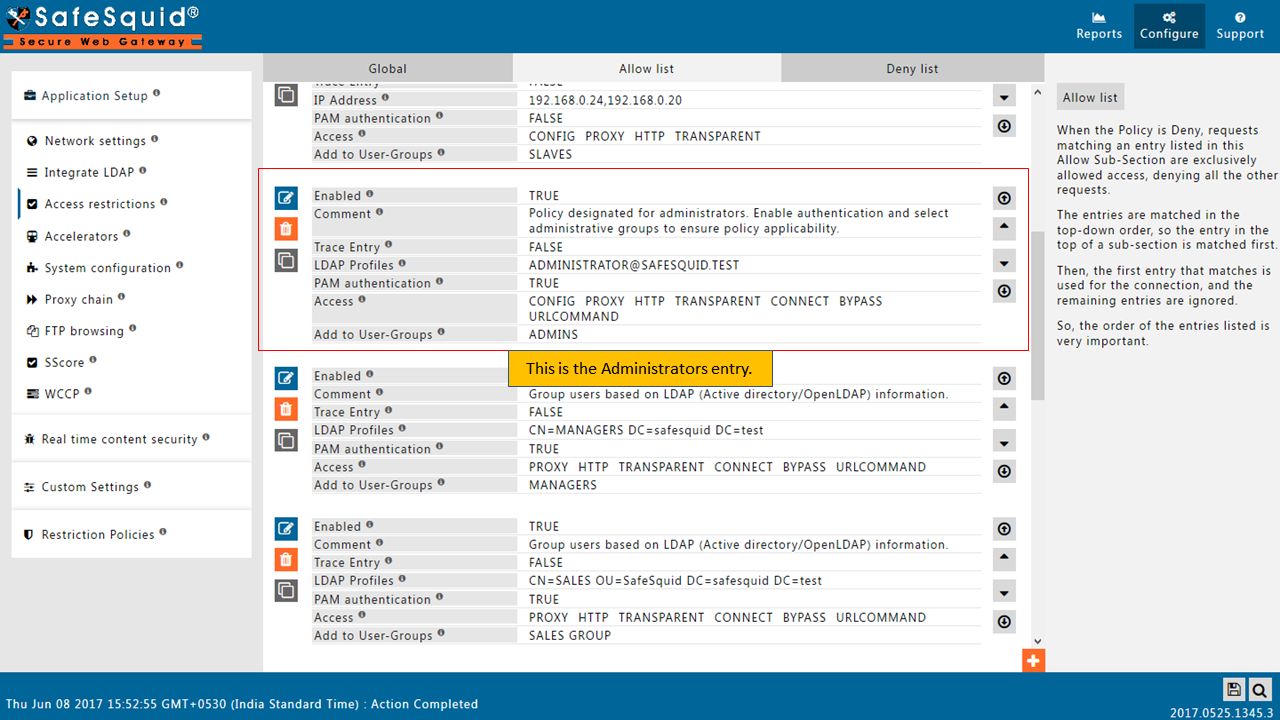 SafeSquid®
Secure Web Gateway
Reports
Configure
Support
Application Setup
Network settings
Integrate LDAP
Access restrictions
Accelerators
System configuration
Proxy chain
FTP browsing
SScore
WCCP
Real time content security
Custom Settings
Restriction Policies
Global
Allow list
Deny list
Trace Entry FALSE
IP Address 192.168.0.24,192.168.0.20
PAM authentication FALSE
Access CONFIG PROXY HTTP TRANSPARENT
Add to User-Groups SLAVES
Enabled TRUE
Comment Policy designated for administrators. Enable authentication and select
administrative groups to ensure policy applicability.
Trace Entry FALSE
LDAP Profiles ADMINISTRATOR@SAFESQUID.TEST
PAM authentication TRUE
Access CONFIG PROXY HTTP TRANSPARENT CONNECT BYPASS
URLCOMMAND
Add to User-Groups ADMINS
This is the Administrators entry.
Enabled
Comment Group users based on LDAP (Active directory/OpenLDAP) information.
Trace Entry FALSE
LDAP Profiles CN=MANAGERS DC=safesquid DC=test
PAM authentication TRUE
Access PROXY HTTP TRANSPARENT CONNECT BYPASS URLCOMMAND
Add to User-Groups MANAGERS
Enabled TRUE
Comment Group users based on LDAP (Active directory/OpenLDAP) information.
Trace Entry FALSE
LDAP Profiles CN=SALES OU=SafeSquid DC=safesquid DC=test
PAM authentication TRUE
Access PROXY HTTP TRANSPARENT CONNECT BYPASS URLCOMMAND
Add to User-Groups SALES GROUP
Allow list
When the Policy is Deny, requests
matching an entry listed in this
Allow Sub-Section are exclusively
allowed access, denying all the other
requests.
The entries are matched in the
top-down order, so the entry in the
top of a sub-section is matched first.
Then, the first entry that matches is
used for the connection, and the
remaining entries are ignored.
So, the order of the entries listed is
very important.
Thu Jun 08 2017 15:52:55 GMT+0530 (India Standard Time) : Action Completed
2017.0525.1345.3